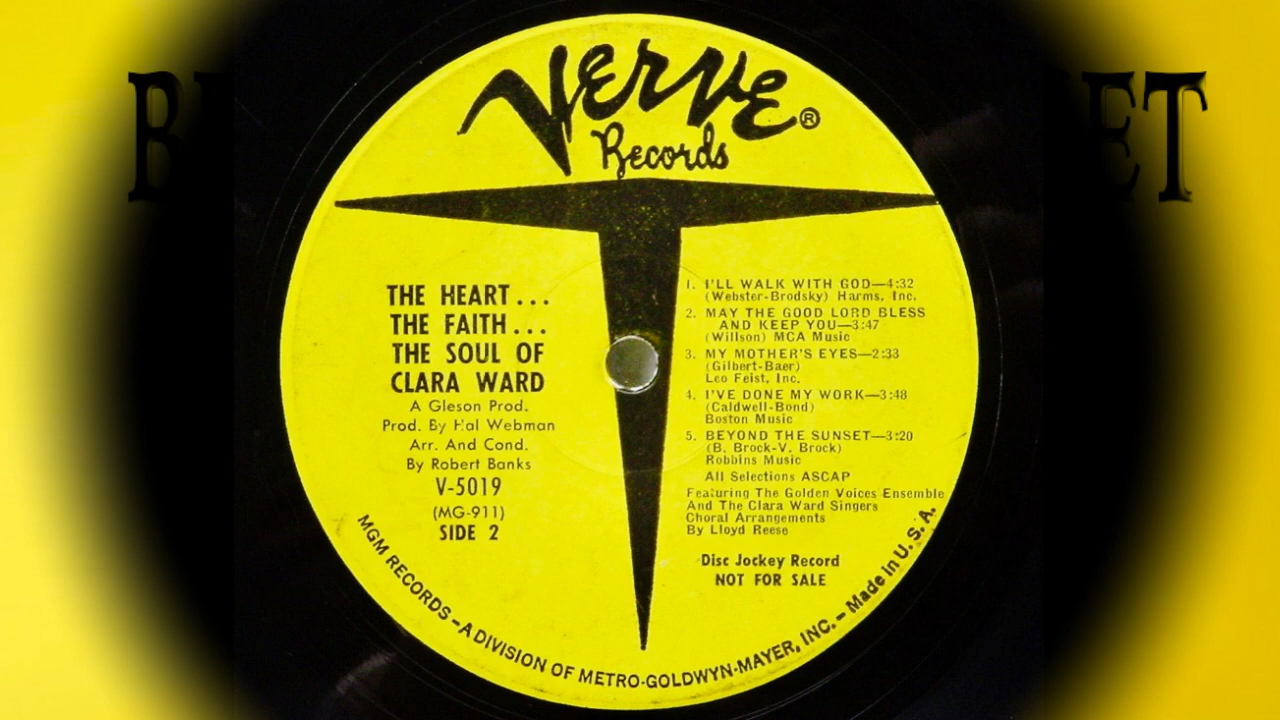 Verve®
Records
THE HEART...
THE FAITH...
THE SOUL OF
CLARA WARD
A Gleson Prod.
Prod. By Hal Webman
Arr. And Cond.
By Robert Banks
V-5019
(MG-911)
SIDE 2
1. I'LL WALK WITH GOD—4:32
(Webster-Brodsky) Harms, Inc.
2. MAY THE GOOD LORD BLESS
AND KEEP YOU—3:47
(Willson) MCA Music
3. MY MOTHER'S EYES—2:33
(Gilbert-Baer)
Leo Feist, Inc.
4. I'VE DONE MY WORK—3:48
(Caldwell-Bond)
Boston Music
5. BEYOND THE SUNSET—3:20
(B. Brock-V. Brock)
Robbins Music
All Selections ASCAP
Featuring The Golden Voices Ensemble
And The Clara Ward Singers
Choral Arrangements
By Lloyd Reese
Disc Jockey Record
NOT FOR SALE
MGM RECORDS – A DIVISION OF METRO-GOLDWYN-MAYER, INC. – Made in U. S. A.